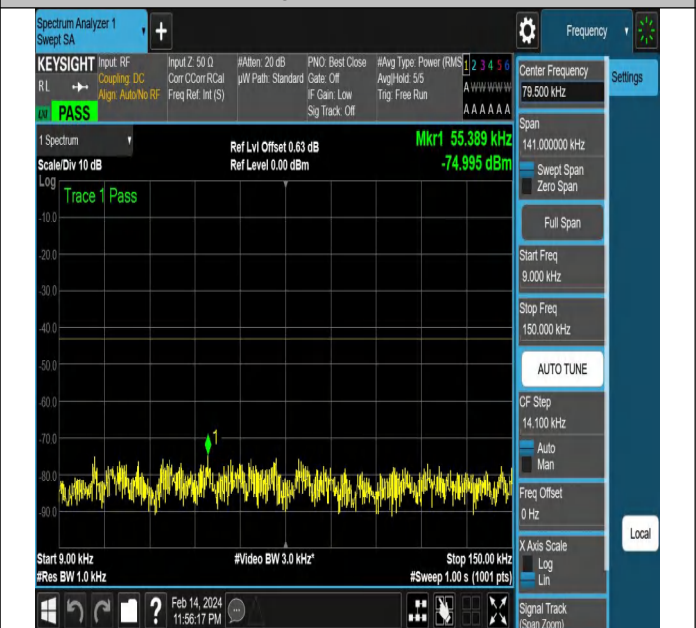 Spectrum Analyzer 1
Swept SA
Frequency
KEYSIGHT
RL
PASS
Input: RF
Coupling: DC
Align: Auto/No RF
Input Z: 50 Ω
Corr CCorr RCal
Freq Ref: Int (S)
#Atten: 20 dB
µW Path: Standard
PNO: Best Close
Gate: Off
IF Gain: Low
Sig Track: Off
#Avg Type: Power (RMS
Avg|Hold: 5/5
Trig: Free Run
1 2 3 4 5 6
A W W W W W
A A A A A A
Center Frequency
79.500 kHz
Settings
Span
141.000000 kHz
Swept Span
Zero Span
Full Span
Start Freq
9.000 kHz
Stop Freq
150.000 kHz
AUTO TUNE
CF Step
14.100 kHz
Auto
Man
Freq Offset
0 Hz
X Axis Scale
Log
Lin
Signal Track
(Span Zoom)
Local
1 Spectrum
Scale/Div 10 dB
Ref Lvl Offset 0.63 dB
Ref Level 0.00 dBm
Mkr1 55.389 kHz
-74.995 dBm
Log
Trace 1 Pass
-10.0
-20.0
-30.0
-40.0
-50.0
-60.0
-70.0
-80.0
-90.0
1
Start 9.00 kHz
#Res BW 1.0 kHz
#Video BW 3.0 kHz*
Stop 150.00 kHz
#Sweep 1.00 s (1001 pts)
?
Feb 14, 2024
11:56:17 PM